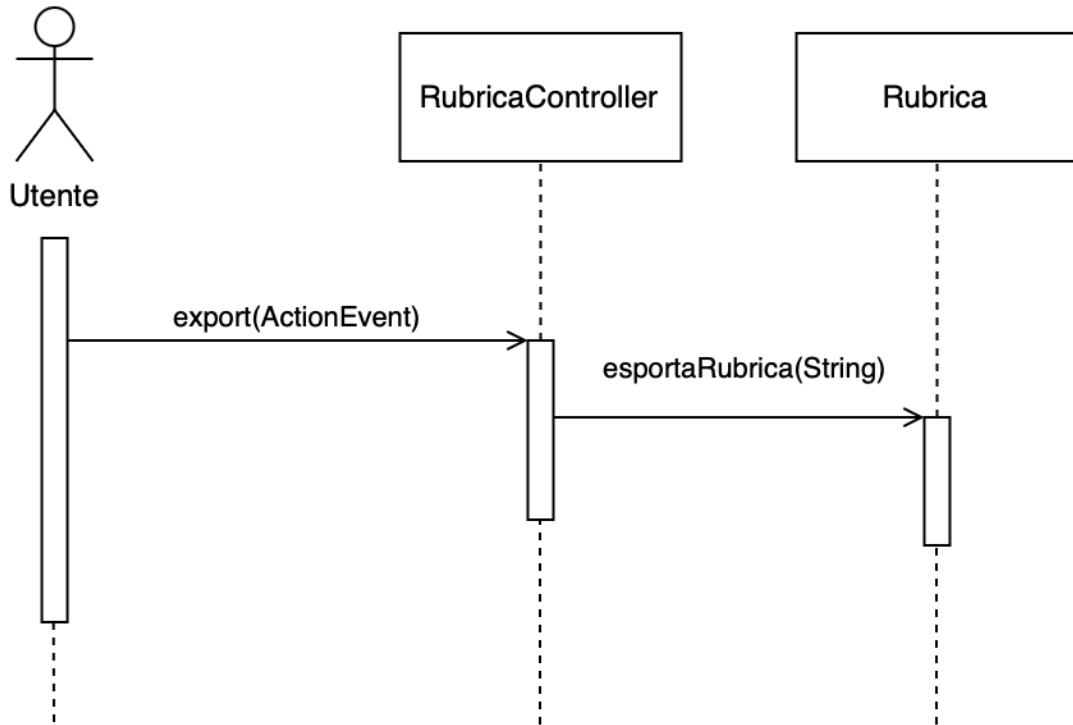 RubricaController
Rubrica
Utente
export(ActionEvent)
esportaRubrica(String)